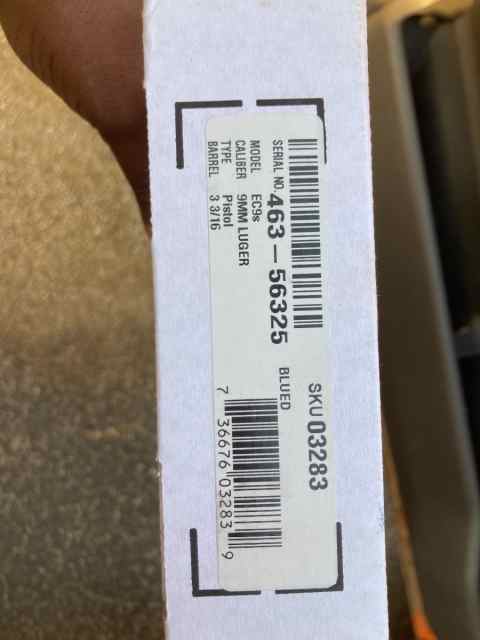 SERIAL NO. 463-56325
MODEL EC9s BLUED
CALIBER 9MM LUGER
TYPE Pistol
BARREL 3 3/16
SKU 03283
7 36676 03283 9